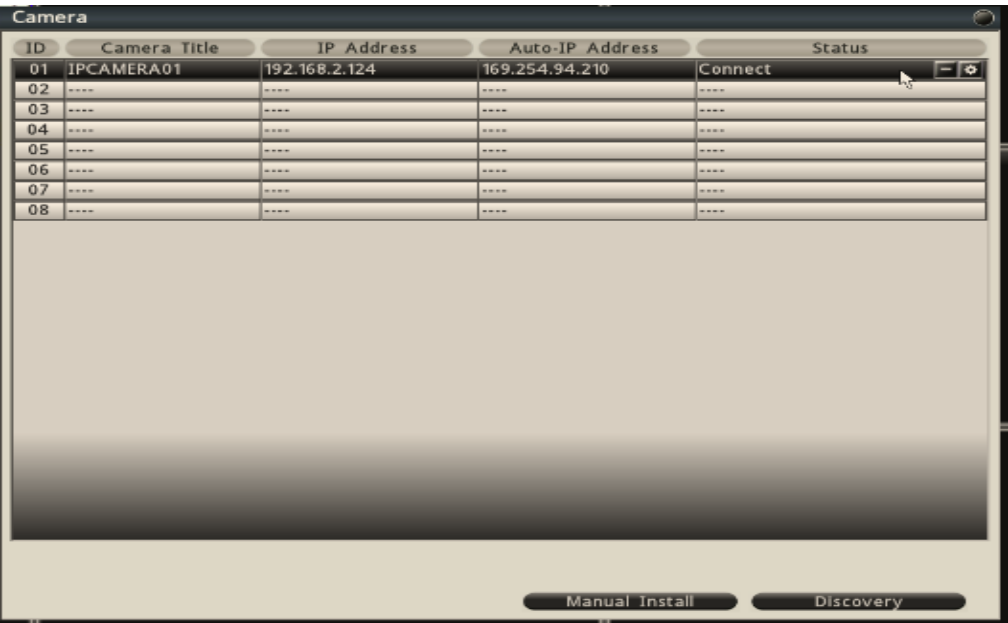 Camera
ID Camera Title IP Address Auto-IP Address Status
01 IPCAMERA01 192.168.2.124 169.254.94.210 Connect
02 ---- ---- ---- ----
03 ---- ---- ---- ----
04 ---- ---- ---- ----
05 ---- ---- ---- ----
06 ---- ---- ---- ----
07 ---- ---- ---- ----
08 ---- ---- ---- ----
Manual Install Discovery